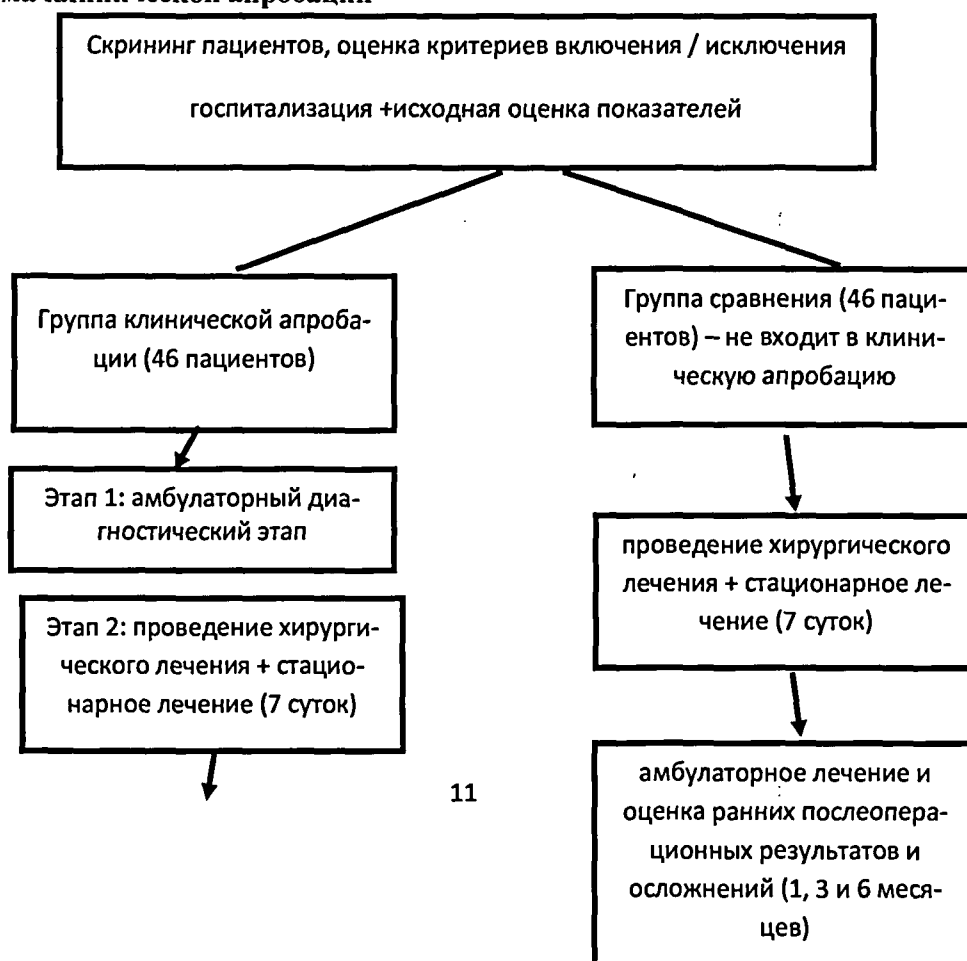 клинической апробации
Скрининг пациентов, оценка критериев включения / исключения
госпитализация +исходная оценка показателей
Группа клинической апроба-
ции (46 пациентов)
Этап 1: амбулаторный диа-
гностический этап
Этап 2: проведение хирурги-
ческого лечения + стацио-
нарное лечение (7 суток)
Группа сравнения (46 паци-
ентов) – не входит в клини-
ческую апробацию
проведение хирургического
лечения + стационарное ле-
чение (7 суток)
амбулаторное лечение и
оценка ранних послеопера-
ционных результатов и
осложнений (1, 3 и 6 меся-
цев)
11